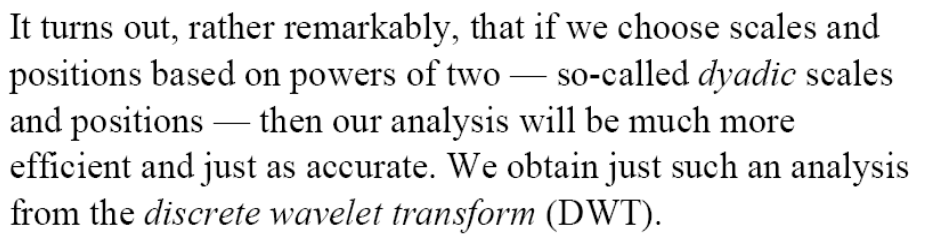 It turns out, rather remarkably, that if we choose scales and
positions based on powers of two — so-called dyadic scales
and positions — then our analysis will be much more
efficient and just as accurate. We obtain just such an analysis
from the discrete wavelet transform (DWT).